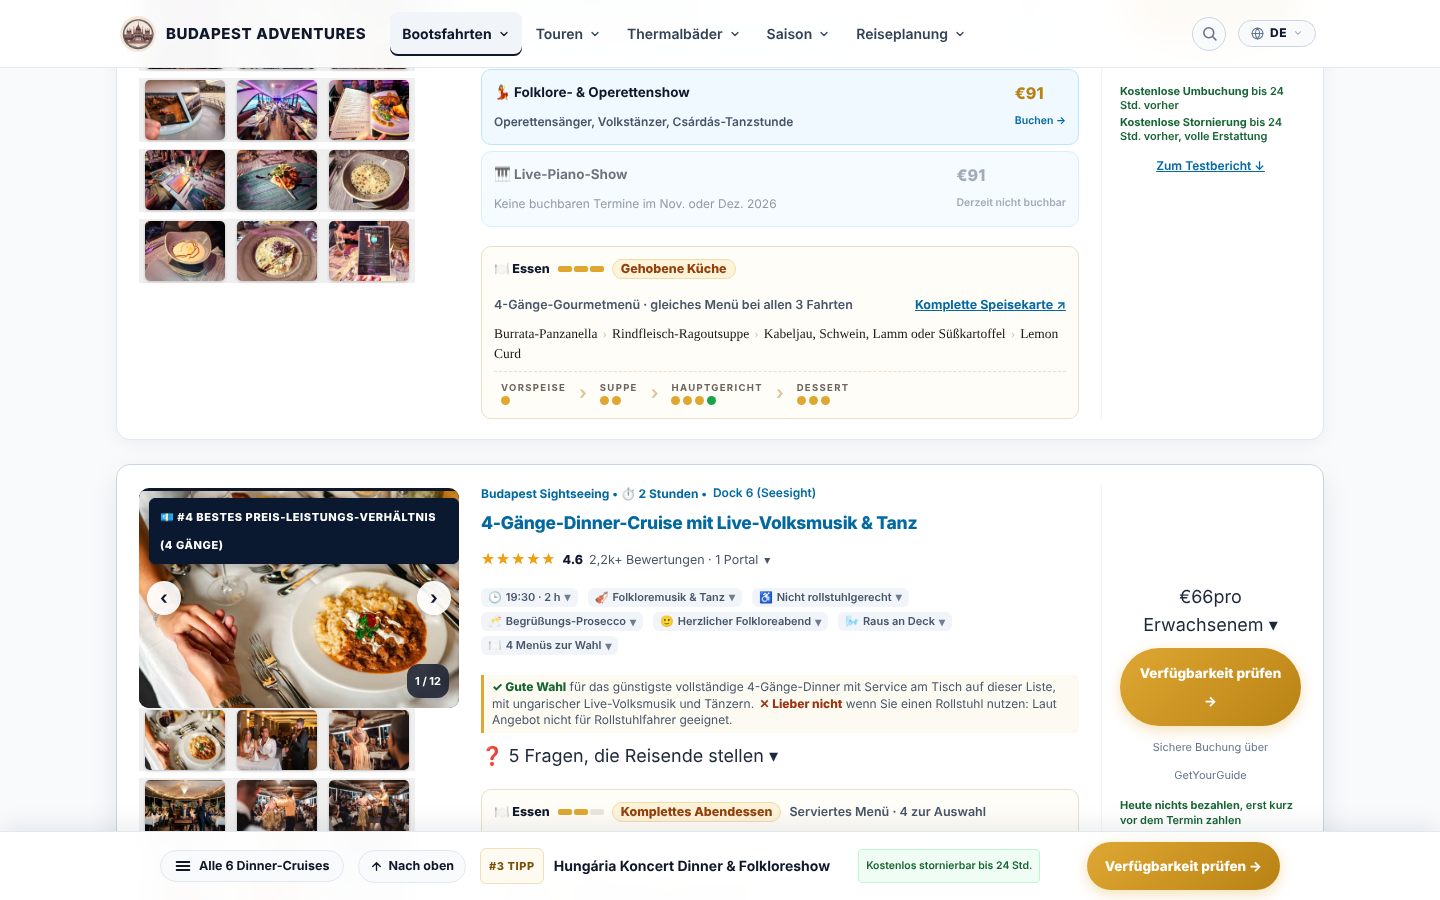 BUDAPEST ADVENTURES
Bootsfahrten
Touren
Thermalbäder
Saison
Reiseplanung
DE
💃 Folklore- & Operettenshow
€91
Operettensänger, Volkstänzer, Csárdás-Tanzstunde
Buchen →
🎹 Live-Piano-Show
€91
Keine buchbaren Termine im Nov. oder Dez. 2026
Derzeit nicht buchbar
🍽️ Essen
Gehobene Küche
4-Gänge-Gourmetmenü · gleiches Menü bei allen 3 Fahrten
Komplette Speisekarte ↗
Burrata-Panzanella › Rindfleisch-Ragoutsuppe › Kabeljau, Schwein, Lamm oder Süßkartoffel › Lemon
Curd
VORSPEISE › SUPPE › HAUPTGERICHT › DESSERT
Kostenlose Umbuchung bis 24
Std. vorher
Kostenlose Stornierung bis 24
Std. vorher, volle Erstattung
Zum Testbericht ↓
💶 #4 BESTES PREIS-LEISTUNGS-VERHÄLTNIS
(4 GÄNGE)
1 / 12
Budapest Sightseeing • ⏱️ 2 Stunden • Dock 6 (Seesight)
4-Gänge-Dinner-Cruise mit Live-Volksmusik & Tanz
★★★★★ 4.6 2,2k+ Bewertungen · 1 Portal ▾
🕒 19:30 · 2 h ▾
🎻 Folkloremusik & Tanz ▾
♿ Nicht rollstuhlgerecht ▾
🥂 Begrüßungs-Prosecco ▾
🙂 Herzlicher Folkloreabend ▾
🌬️ Raus an Deck ▾
🍽️ 4 Menüs zur Wahl ▾
✓ Gute Wahl für das günstigste vollständige 4-Gänge-Dinner mit Service am Tisch auf dieser Liste,
mit ungarischer Live-Volksmusik und Tänzern. ✕ Lieber nicht wenn Sie einen Rollstuhl nutzen: Laut
Angebot nicht für Rollstuhlfahrer geeignet.
❓ 5 Fragen, die Reisende stellen ▾
🍽️ Essen
Komplettes Abendessen
Serviertes Menü · 4 zur Auswahl
€66pro
Erwachsenem ▾
Verfügbarkeit prüfen
→
Sichere Buchung über
GetYourGuide
Heute nichts bezahlen, erst kurz
vor dem Termin zahlen
Alle 6 Dinner-Cruises
↑ Nach oben
#3 TIPP
Hungária Koncert Dinner & Folkloreshow
Kostenlos stornierbar bis 24 Std.
Verfügbarkeit prüfen →